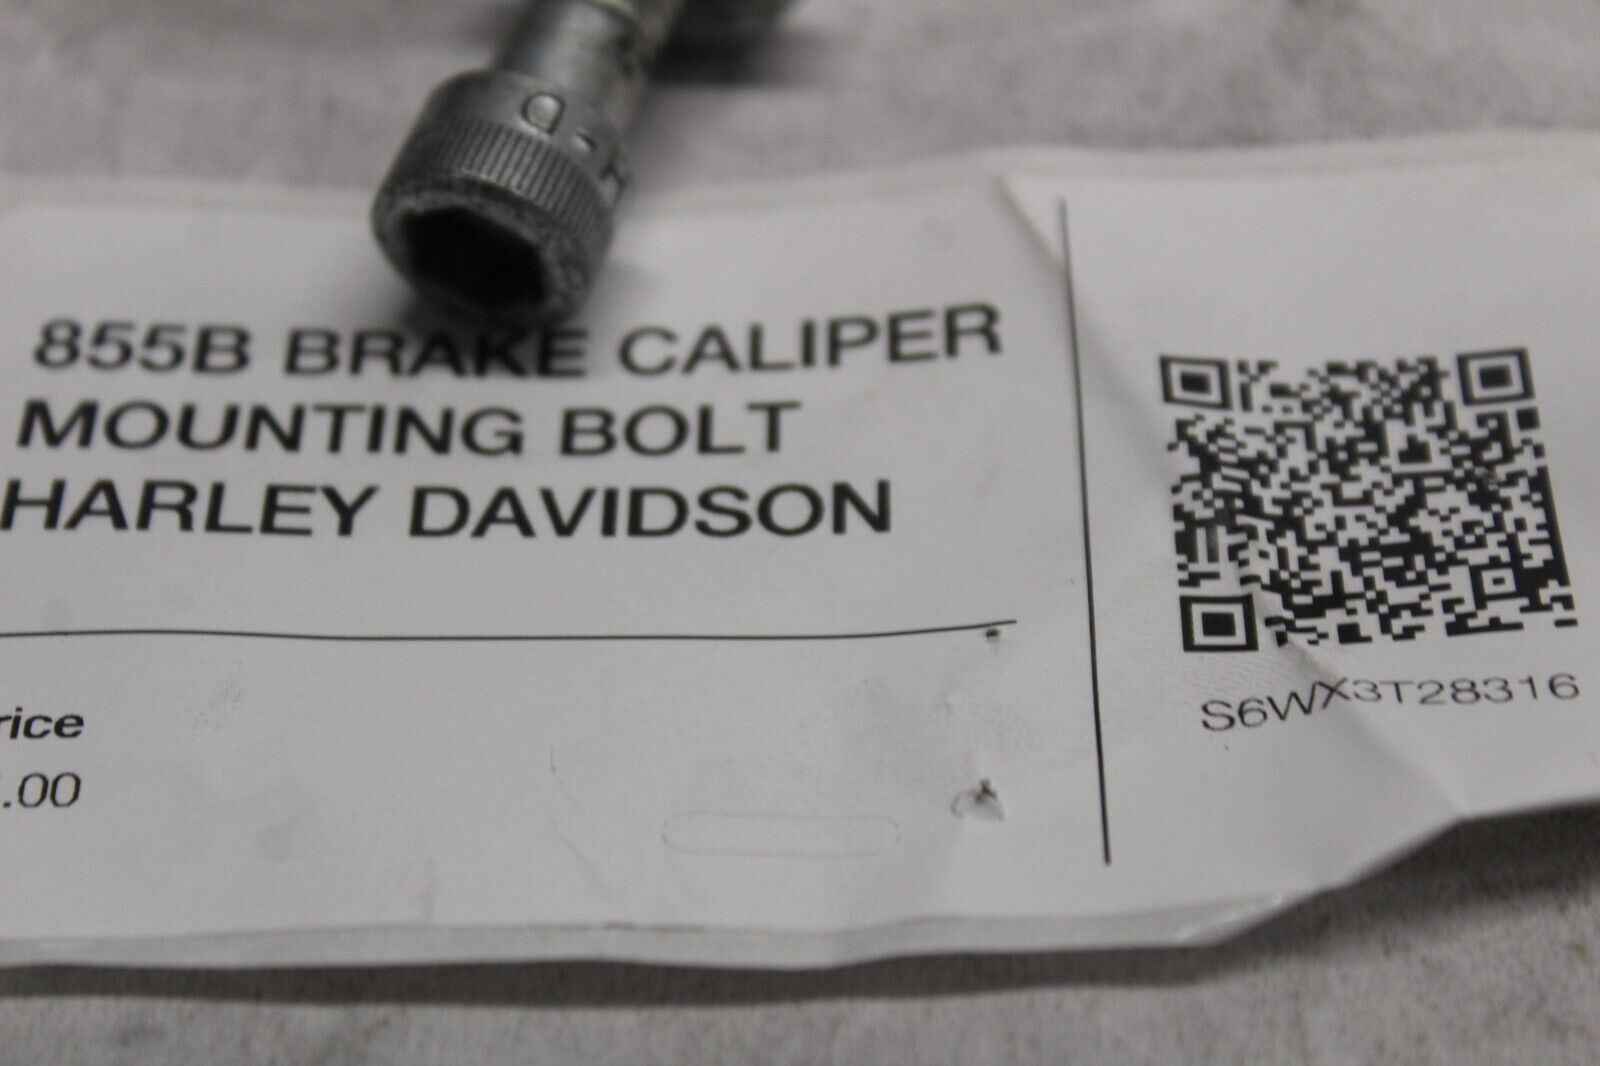 855B BRAKE CALIPER
MOUNTING BOLT
HARLEY DAVIDSON
rice
.00
S6WX3T28316
H-D